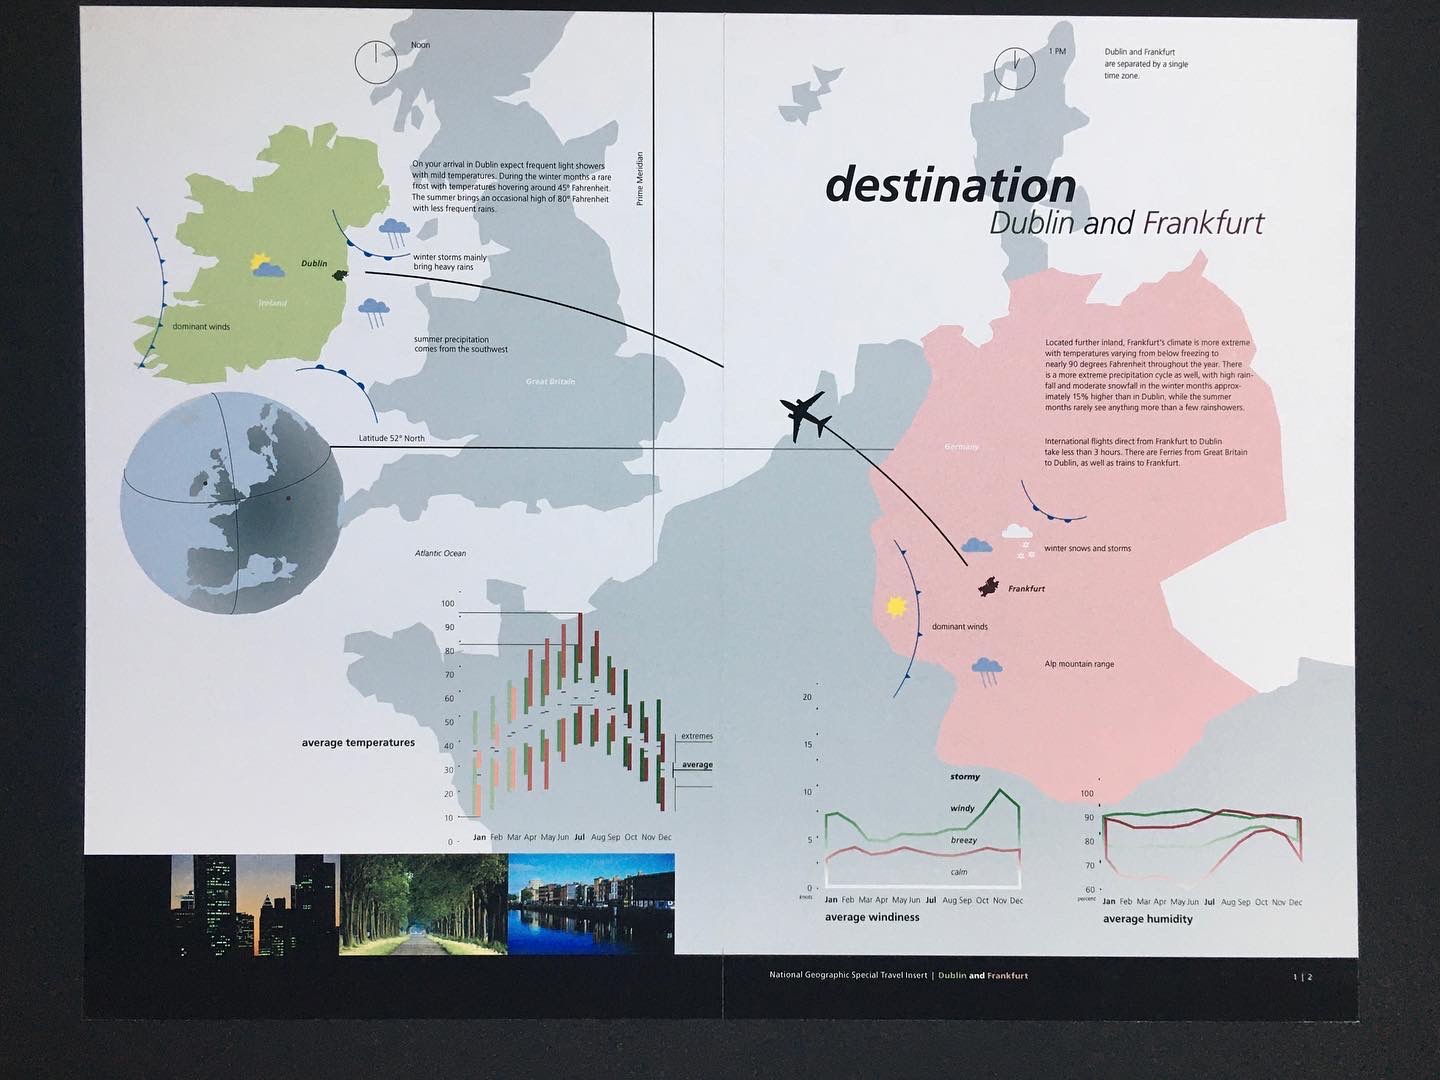 Noon
1 PM
Dublin and Frankfurt
are separated by a single
time zone.
On your arrival in Dublin expect frequent light showers
with mild temperatures. During the winter months a rare
frost with temperatures hovering around 45° Fahrenheit.
The summer brings an occasional high of 80° Fahrenheit
with less frequent rains.
Prime Meridian
destination
Dublin and Frankfurt
Dublin
winter storms mainly
bring heavy rains
Ireland
dominant winds
summer precipitation
comes from the southwest
Great Britain
Latitude 52° North
Atlantic Ocean
Located further inland, Frankfurt's climate is more extreme
with temperatures varying from below freezing to
nearly 90 degrees Fahrenheit throughout the year. There
is a more extreme precipitation cycle as well, with high rain-
fall and moderate snowfall in the winter months approx-
imately 15% higher than in Dublin, while the summer
months rarely see anything more than a few rainshowers.
Germany
International flights direct from Frankfurt to Dublin
take less than 3 hours. There are Ferries from Great Britain
to Dublin, as well as trains to Frankfurt.
winter snows and storms
Frankfurt
dominant winds
Alp mountain range
100
90
80
70
60
50
40
30
20
10
0
average temperatures
extremes
average
Jan Feb Mar Apr May Jun Jul Aug Sep Oct Nov Dec
20
15
10
5
0
knots
stormy
windy
breezy
calm
Jan Feb Mar Apr May Jun Jul Aug Sep Oct Nov Dec
average windiness
100
90
80
70
60
percent
Jan Feb Mar Apr May Jun Jul Aug Sep Oct Nov Dec
average humidity
National Geographic Special Travel Insert | Dublin and Frankfurt
1 | 2